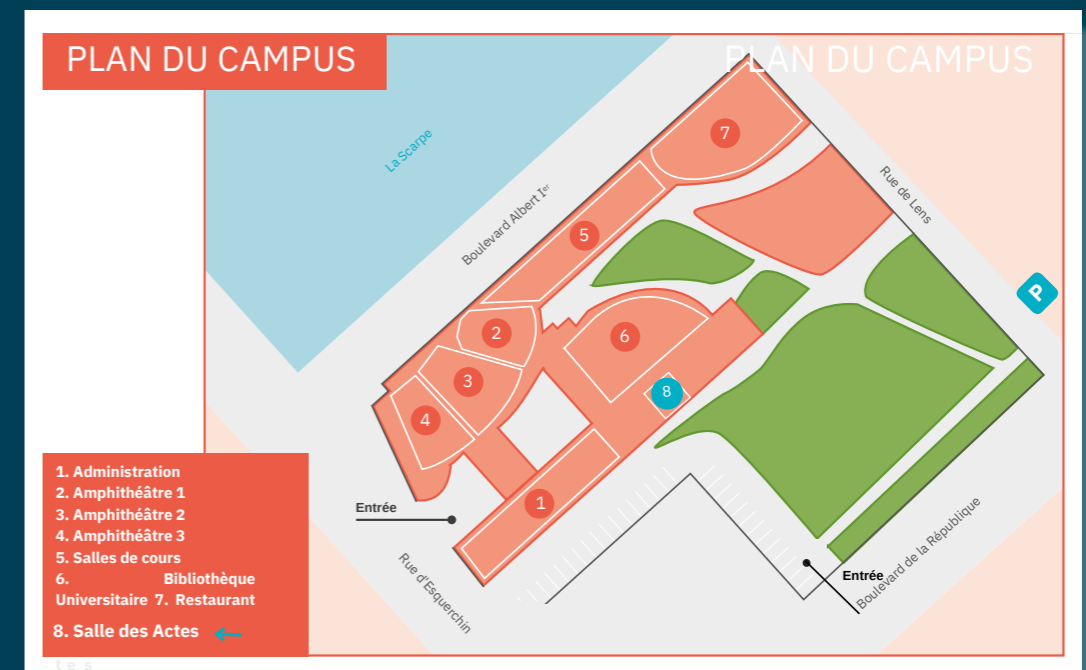 PLAN DU CAMPUS
PLAN DU CAMPUS
La Scarpe
Boulevard Albert Ier
Rue de Lens
P
7
5
2
6
3
8
4
1
1. Administration
2. Amphithéâtre 1
3. Amphithéâtre 2
4. Amphithéâtre 3
5. Salles de cours
6. Bibliothèque
Universitaire 7. Restaurant
8. Salle des Actes
t e s
Entrée
Rue d'Esquerchin
Entrée
Boulevard de la République